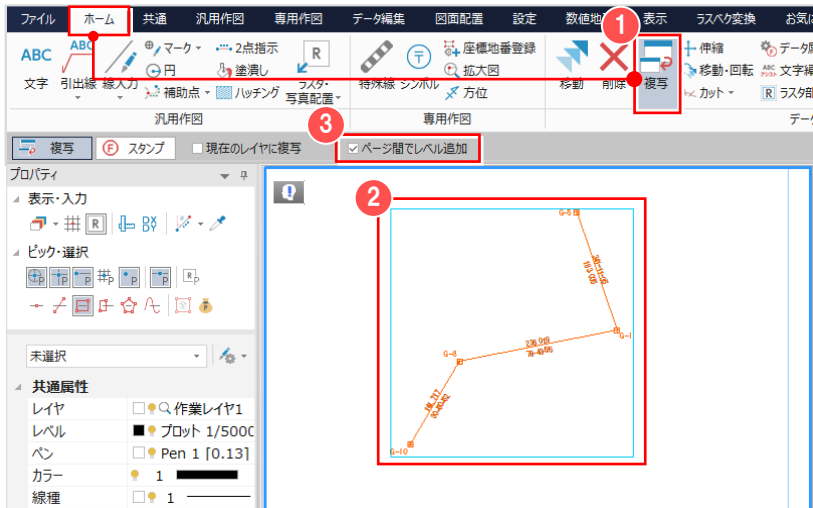 ファイル ホーム 共通 汎用作図 専用作図 データ編集 図面配置 設定 数値地 表示 ラスベク変換 お気に
1
ABC 文字
ABC 引出線
線入力
マーク
円
補助点
2点指示
塗潰し
ハッチング
R ラスタ・写真配置
特殊線
シンボル
座標地番登録
拡大図
方位
移動
削除
複写
伸縮
移動・回転
カット
文字編
R ラスタ部
汎用作図 専用作図 デー
3
複写 スタンプ 現在のレイヤに複写 ページ間でレベル追加
プロパティ
表示・入力
R
ピック・選択
未選択
共通属性
レイヤ 作業レイヤ1
レベル プロット 1/5000
ペン Pen 1 [0.13]
カラー 1
線種 1
2
G-1
G-10